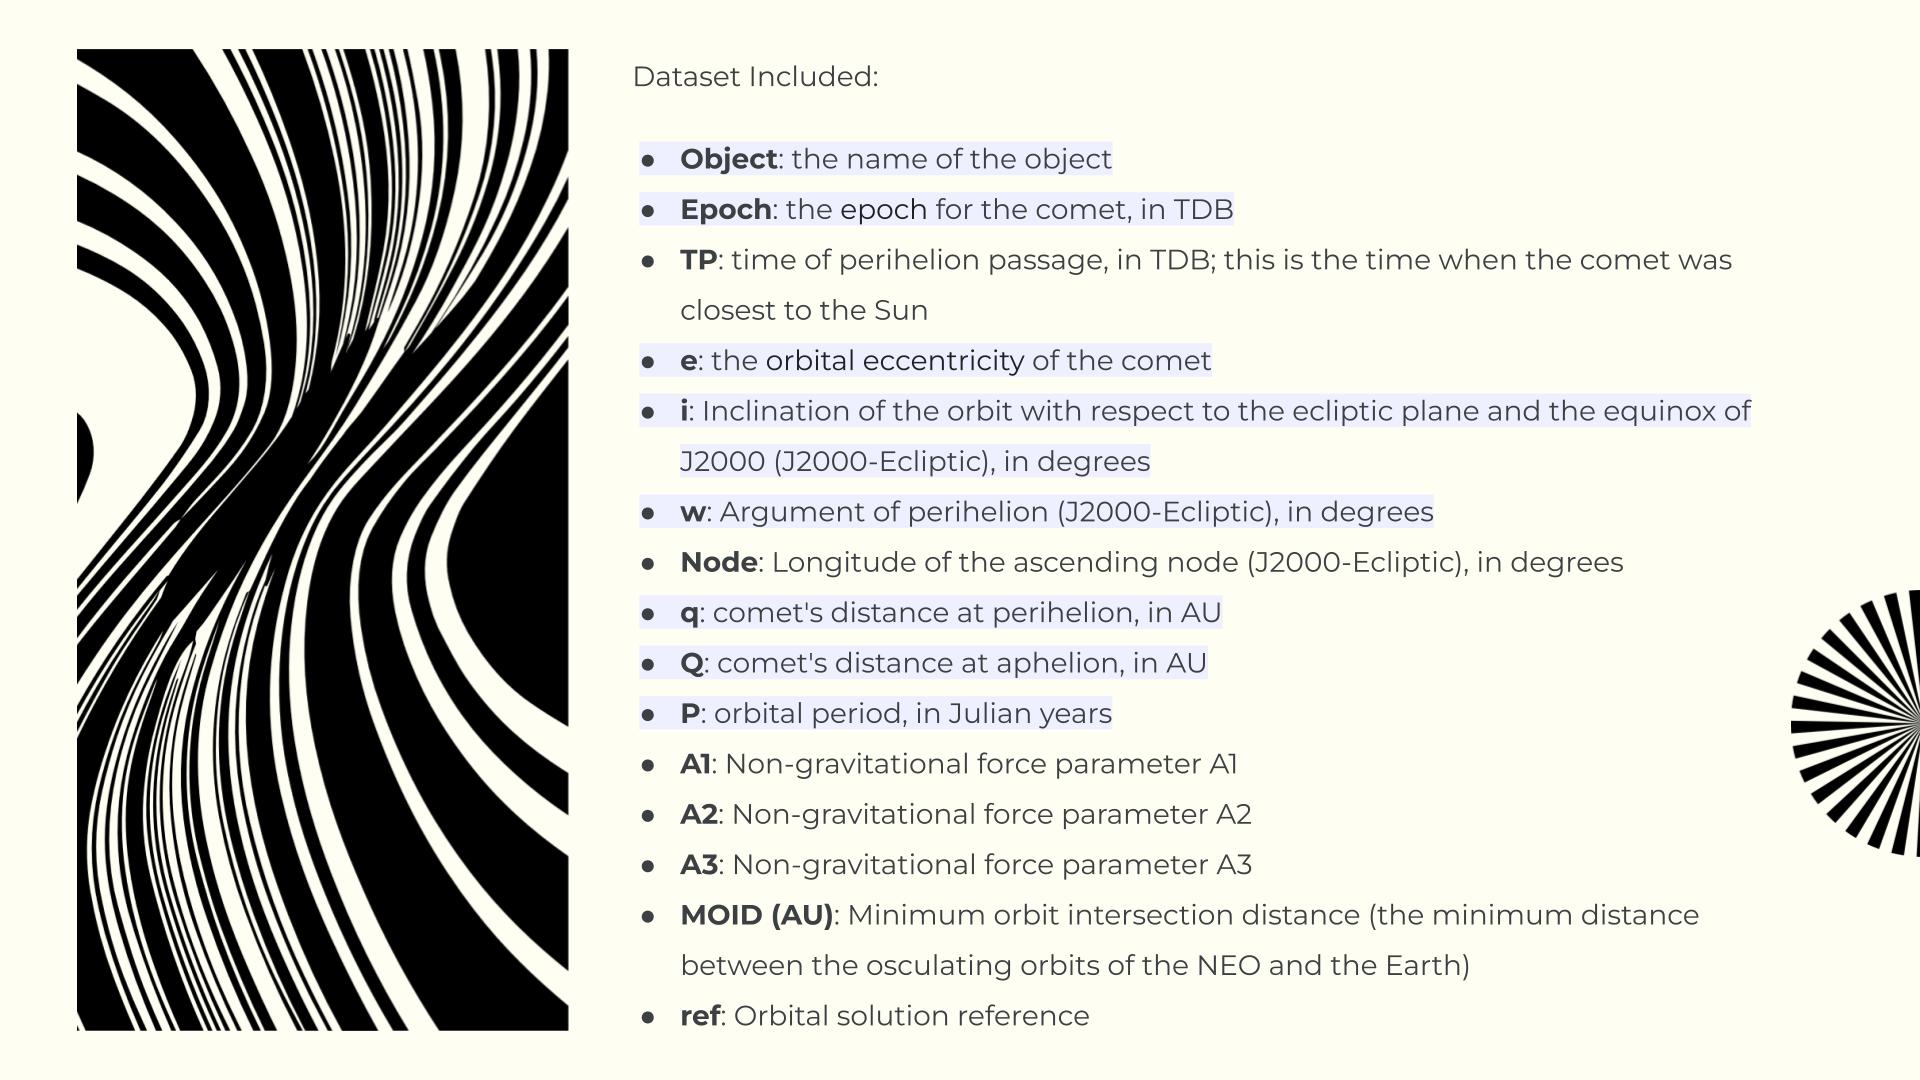 Dataset Included:
● Object: the name of the object
● Epoch: the epoch for the comet, in TDB
● TP: time of perihelion passage, in TDB; this is the time when the comet was
closest to the Sun
● e: the orbital eccentricity of the comet
● i: Inclination of the orbit with respect to the ecliptic plane and the equinox of
J2000 (J2000-Ecliptic), in degrees
● w: Argument of perihelion (J2000-Ecliptic), in degrees
● Node: Longitude of the ascending node (J2000-Ecliptic), in degrees
● q: comet's distance at perihelion, in AU
● Q: comet's distance at aphelion, in AU
● P: orbital period, in Julian years
● A1: Non-gravitational force parameter A1
● A2: Non-gravitational force parameter A2
● A3: Non-gravitational force parameter A3
● MOID (AU): Minimum orbit intersection distance (the minimum distance
between the osculating orbits of the NEO and the Earth)
● ref: Orbital solution reference